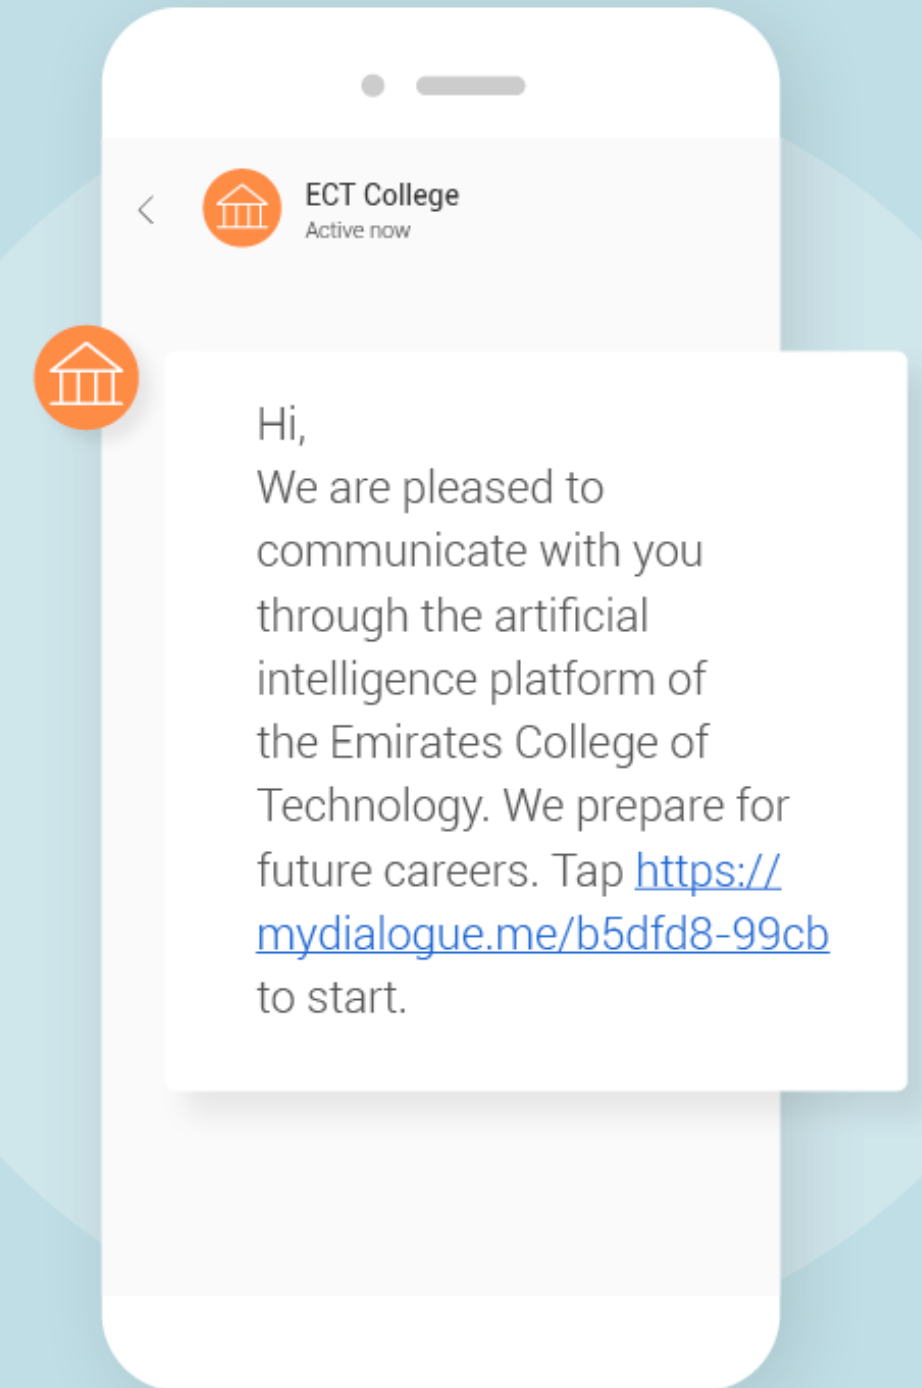 ECT College
Active now
Hi,
We are pleased to
communicate with you
through the artificial
intelligence platform of
the Emirates College of
Technology. We prepare for
future careers. Tap https://
mydialogue.me/b5dfd8-99cb
to start.